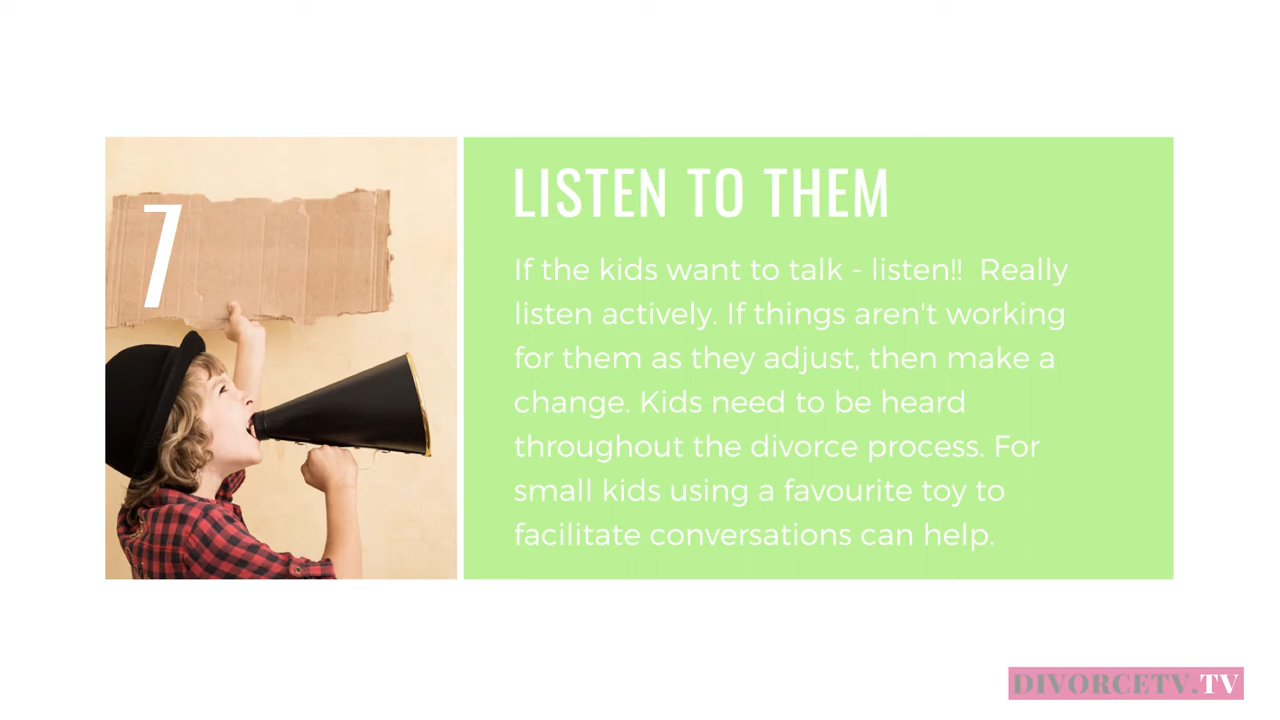 7
LISTEN TO THEM
If the kids want to talk - listen!!  Really
listen actively. If things aren't working
for them as they adjust, then make a
change. Kids need to be heard
throughout the divorce process. For
small kids using a favourite toy to
facilitate conversations can help.
DIVORCETV.TV